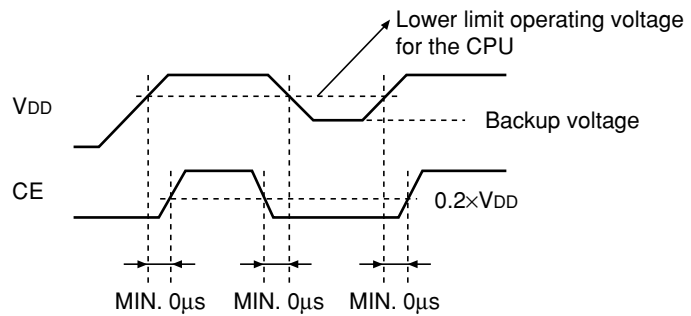 Lower limit operating voltage
for the CPU
VDD
Backup voltage
CE
0.2×VDD
MIN. 0μs MIN. 0μs MIN. 0μs